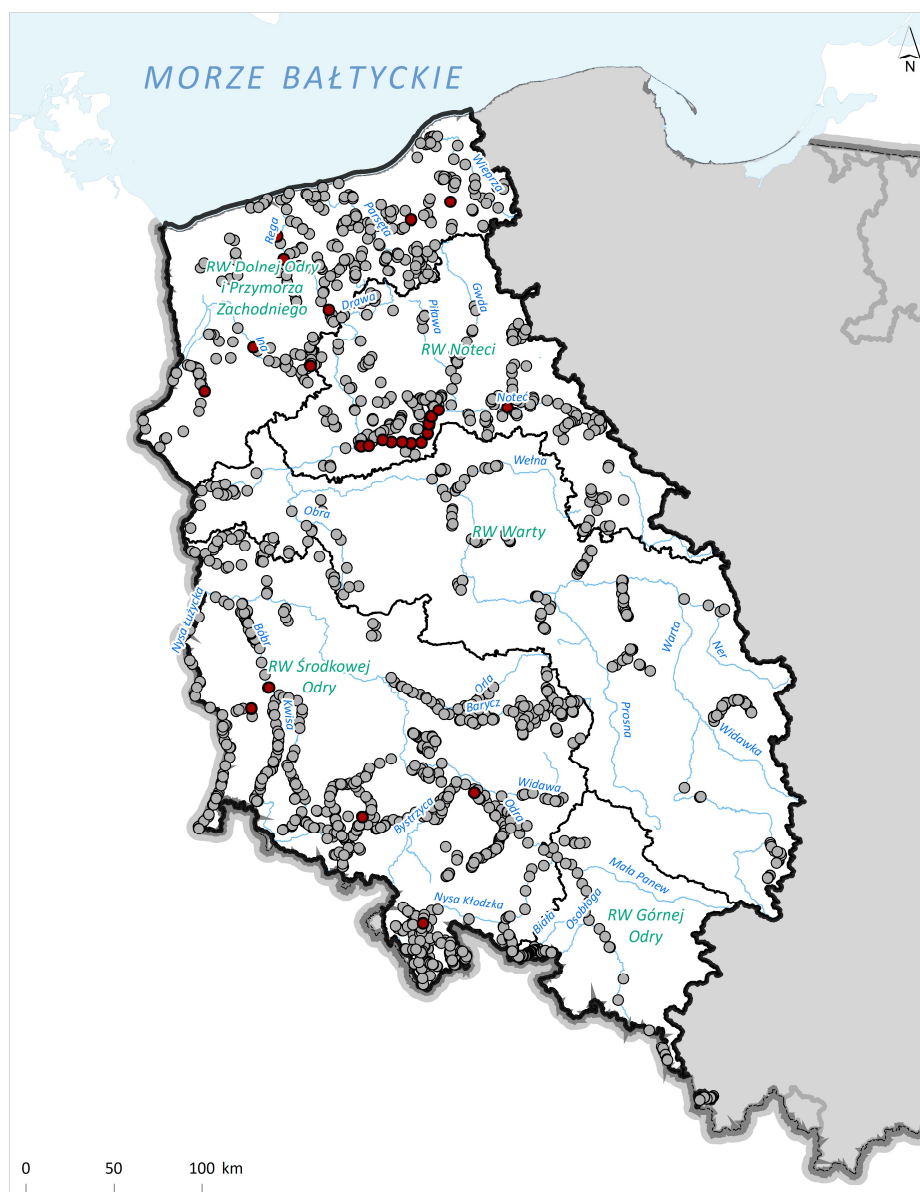 MORZE BAŁTYCKIE
N
Wieprza
Parsęta
Rega
RW Dolnej Odry
i Przymorza
Zachodniego
Drawa
Gwda
Piława
Ina
RW Noteci
Noteć
Wełna
Obra
RW Warty
Nysa Łużycka
Bóbr
Warta
Ner
RW Środkowej
Odry
Orla
Barycz
Kwisa
Prosna
Widawka
Widawa
Bystrzyca
Odra
Mała Panew
Nysa Kłodzka
Biała
Osobłoga
RW Górnej
Odry
0 50 100 km